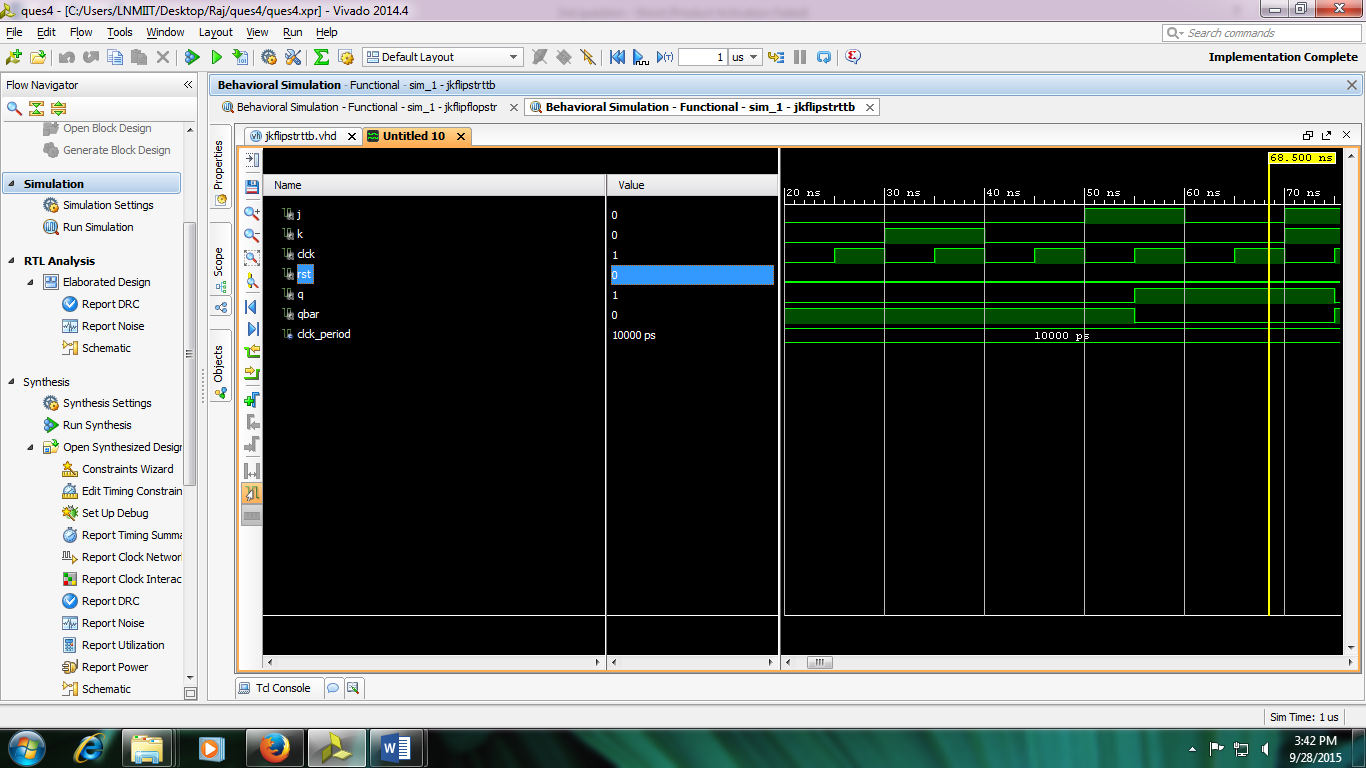 ques4 - [C:/Users/LNMIIT/Desktop/Raj/ques4/ques4.xpr] - Vivado 2014.4
File Edit Flow Tools Window Layout View Run Help
Search commands
Default Layout
1 us
Implementation Complete
Flow Navigator
Open Block Design
Generate Block Design
Simulation
Simulation Settings
Run Simulation
RTL Analysis
Elaborated Design
Report DRC
Report Noise
Schematic
Synthesis
Synthesis Settings
Run Synthesis
Open Synthesized Design
Constraints Wizard
Edit Timing Constrain
Set Up Debug
Report Timing Summa
Report Clock Networ
Report Clock Interac
Report DRC
Report Noise
Report Utilization
Report Power
Schematic
Behavioral Simulation - Functional - sim_1 - jkflipstrttb
Behavioral Simulation - Functional - sim_1 - jkflipflopstr
Behavioral Simulation - Functional - sim_1 - jkflipstrttb
jkflipstrttb.vhd
Untitled 10
Properties
Scope
Objects
Name Value
j 0
k 0
clck 1
rst 0
q 1
qbar 0
clck_period 10000 ps
68.500 ns
20 ns 30 ns 40 ns 50 ns 60 ns 70 ns
10000 ps
Tcl Console
Sim Time: 1 us
3:42 PM
9/28/2015